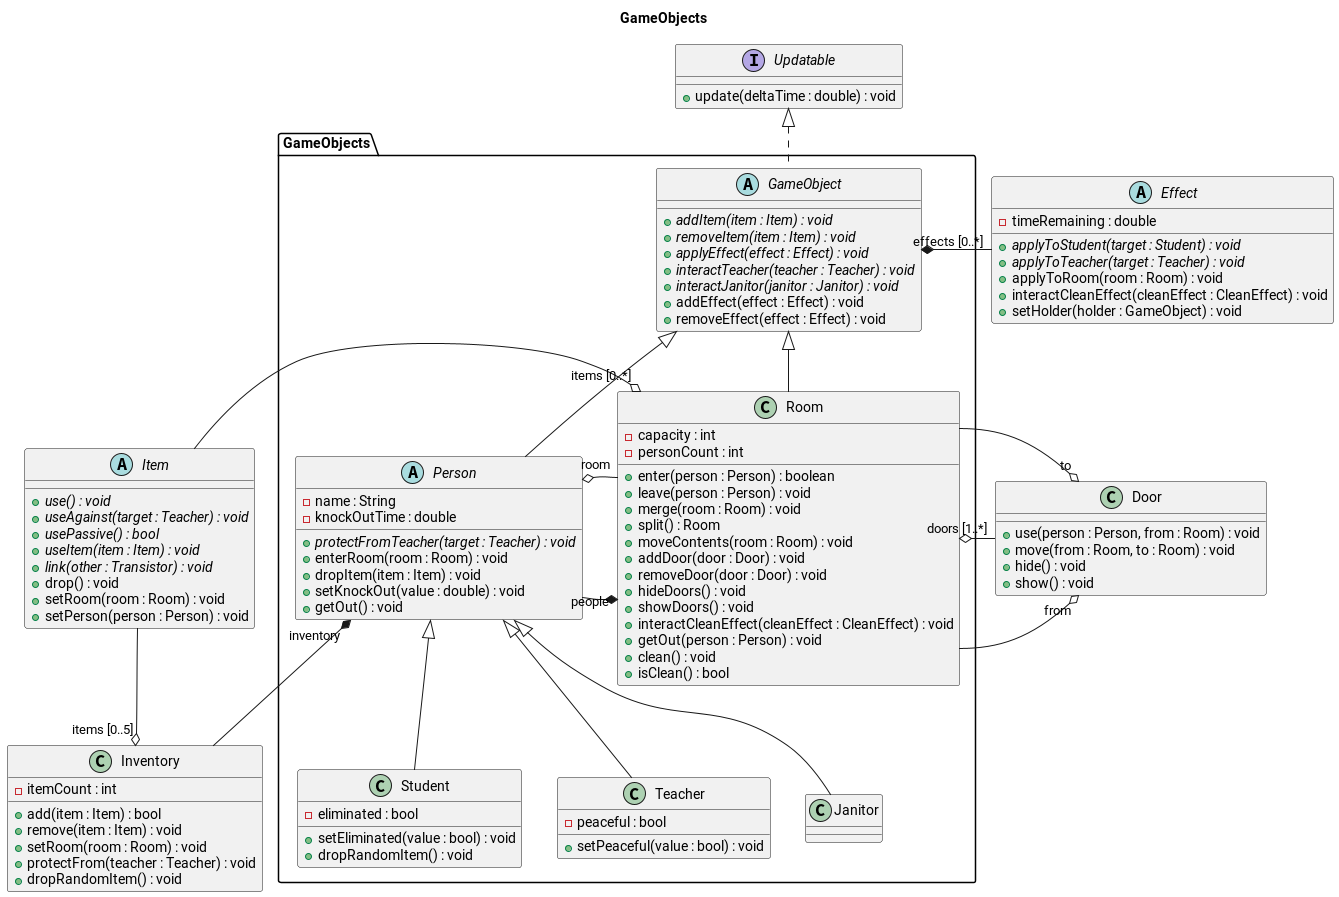 GameObjects
I Updatable
update(deltaTime : double) : void
GameObjects
A GameObject
addItem(item : Item) : void
removeItem(item : Item) : void
applyEffect(effect : Effect) : void
interactTeacher(teacher : Teacher) : void
interactJanitor(janitor : Janitor) : void
addEffect(effect : Effect) : void
removeEffect(effect : Effect) : void
effects [0..*]
A Effect
timeRemaining : double
applyToStudent(target : Student) : void
applyToTeacher(target : Teacher) : void
applyToRoom(room : Room) : void
interactCleanEffect(cleanEffect : CleanEffect) : void
setHolder(holder : GameObject) : void
items [0..*]
A Item
use() : void
useAgainst(target : Teacher) : void
usePassive() : bool
useItem(item : Item) : void
link(other : Transistor) : void
drop() : void
setRoom(room : Room) : void
setPerson(person : Person) : void
A Person
name : String
knockOutTime : double
protectFromTeacher(target : Teacher) : void
enterRoom(room : Room) : void
dropItem(item : Item) : void
setKnockOut(value : double) : void
getOut() : void
room
people
inventory
C Room
capacity : int
personCount : int
enter(person : Person) : boolean
leave(person : Person) : void
merge(room : Room) : void
split() : Room
moveContents(room : Room) : void
addDoor(door : Door) : void
removeDoor(door : Door) : void
hideDoors() : void
showDoors() : void
interactCleanEffect(cleanEffect : CleanEffect) : void
getOut(person : Person) : void
clean() : void
isClean() : bool
to
doors [1..*]
from
C Door
use(person : Person, from : Room) : void
move(from : Room, to : Room) : void
hide() : void
show() : void
items [0..5]
C Inventory
itemCount : int
add(item : Item) : bool
remove(item : Item) : void
setRoom(room : Room) : void
protectFrom(teacher : Teacher) : void
dropRandomItem() : void
C Student
eliminated : bool
setEliminated(value : bool) : void
dropRandomItem() : void
C Teacher
peaceful : bool
setPeaceful(value : bool) : void
C Janitor